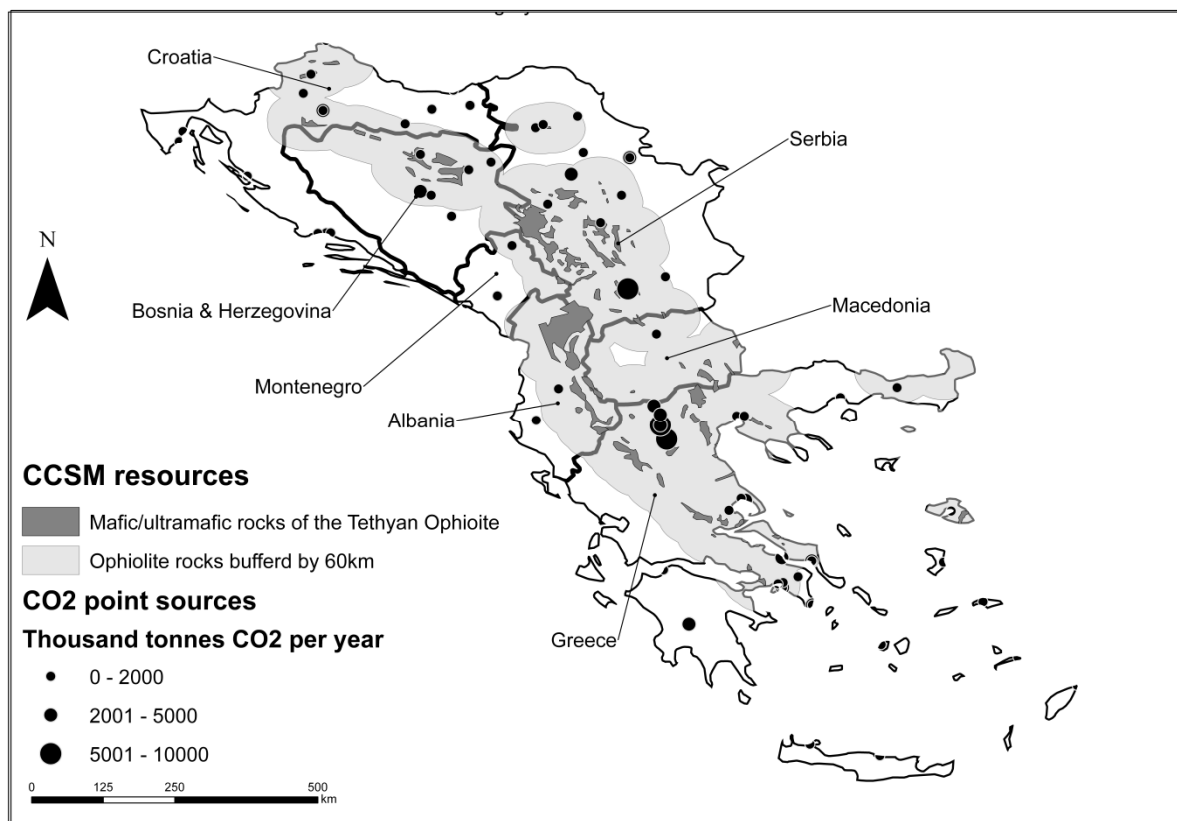 Croatia
Serbia
N
Bosnia & Herzegovina
Macedonia
Montenegro
Albania
CCSM resources
Mafic/ultramafic rocks of the Tethyan Ophioite
Ophiolite rocks bufferd by 60km
CO2 point sources
Thousand tonnes CO2 per year
Greece
0 - 2000
2001 - 5000
5001 - 10000
0 125 250 500
km